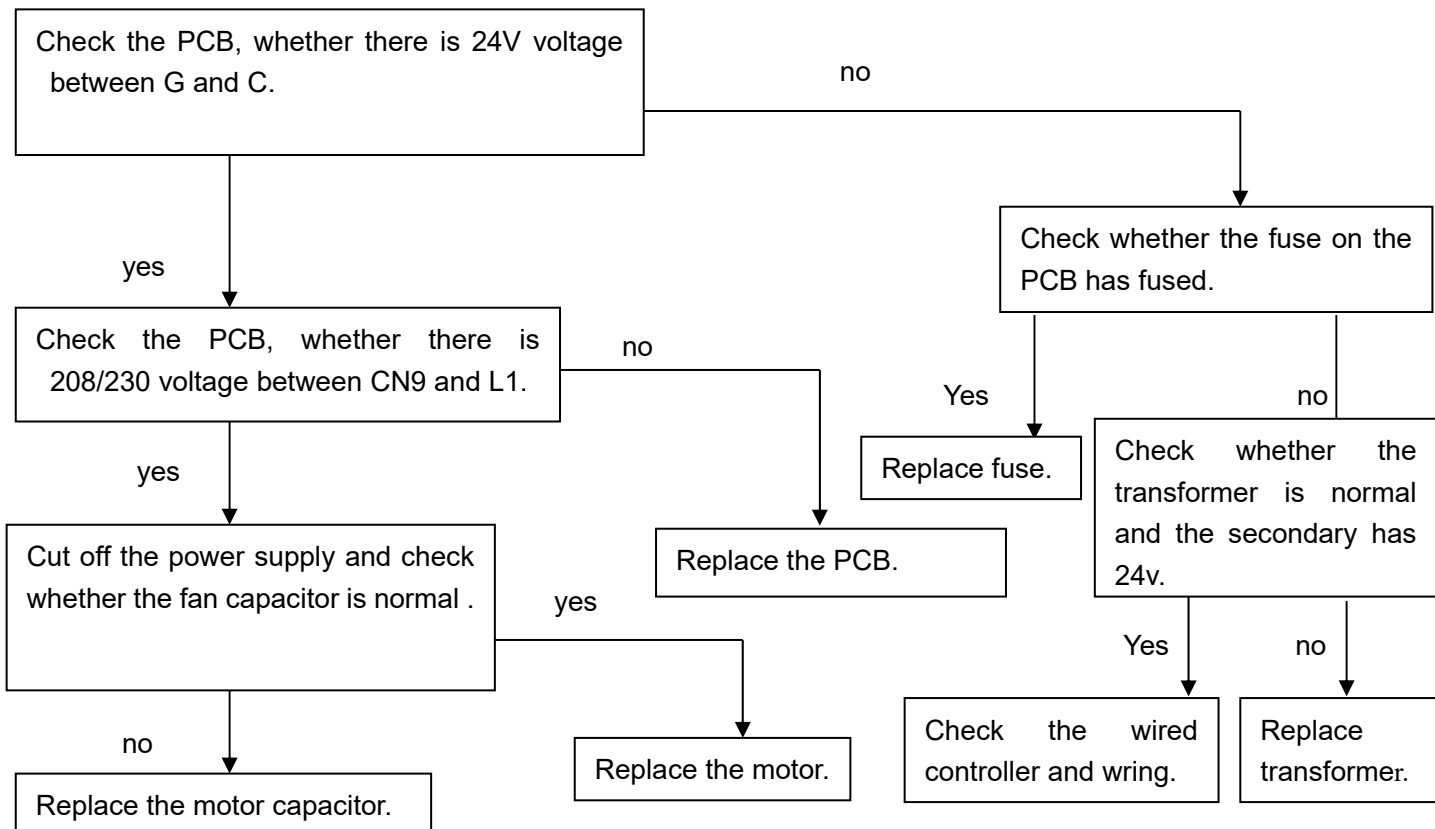 Check the PCB, whether there is 24V voltage
between G and C.
no
yes
Check whether the fuse on the
PCB has fused.
Check the PCB, whether there is
208/230 voltage between CN9 and L1.
no
Yes
no
yes
Replace fuse.
Check whether the
transformer is normal
and the secondary has
24v.
Cut off the power supply and check
whether the fan capacitor is normal .
Replace the PCB.
yes
Yes
no
no
Replace the motor.
Check the wired
controller and wring.
Replace
transformer.
Replace the motor capacitor.